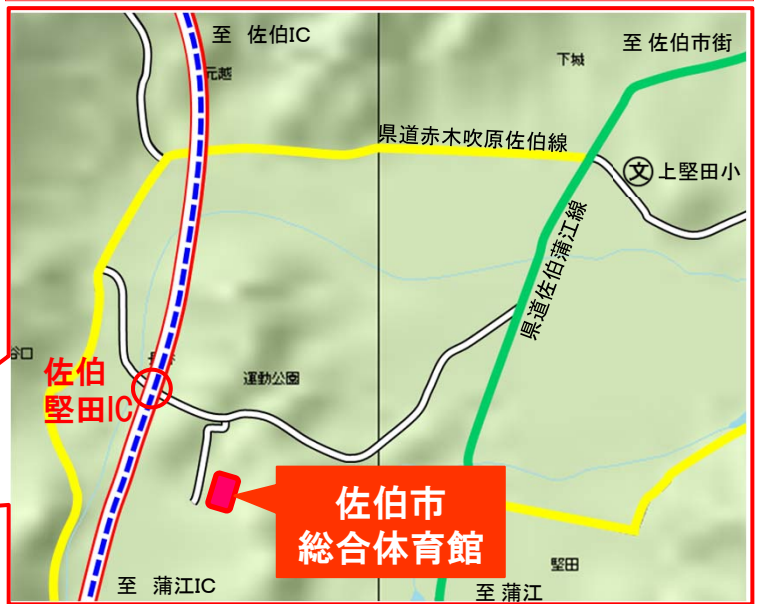 至 佐伯IC
至 佐伯市街
下城
元越
県道赤木吹原佐伯線
文 上堅田小
県道佐伯蒲江線
谷口
佐伯
堅田IC
運動公園
佐伯市
総合体育館
堅田
至 蒲江IC
至 蒲江